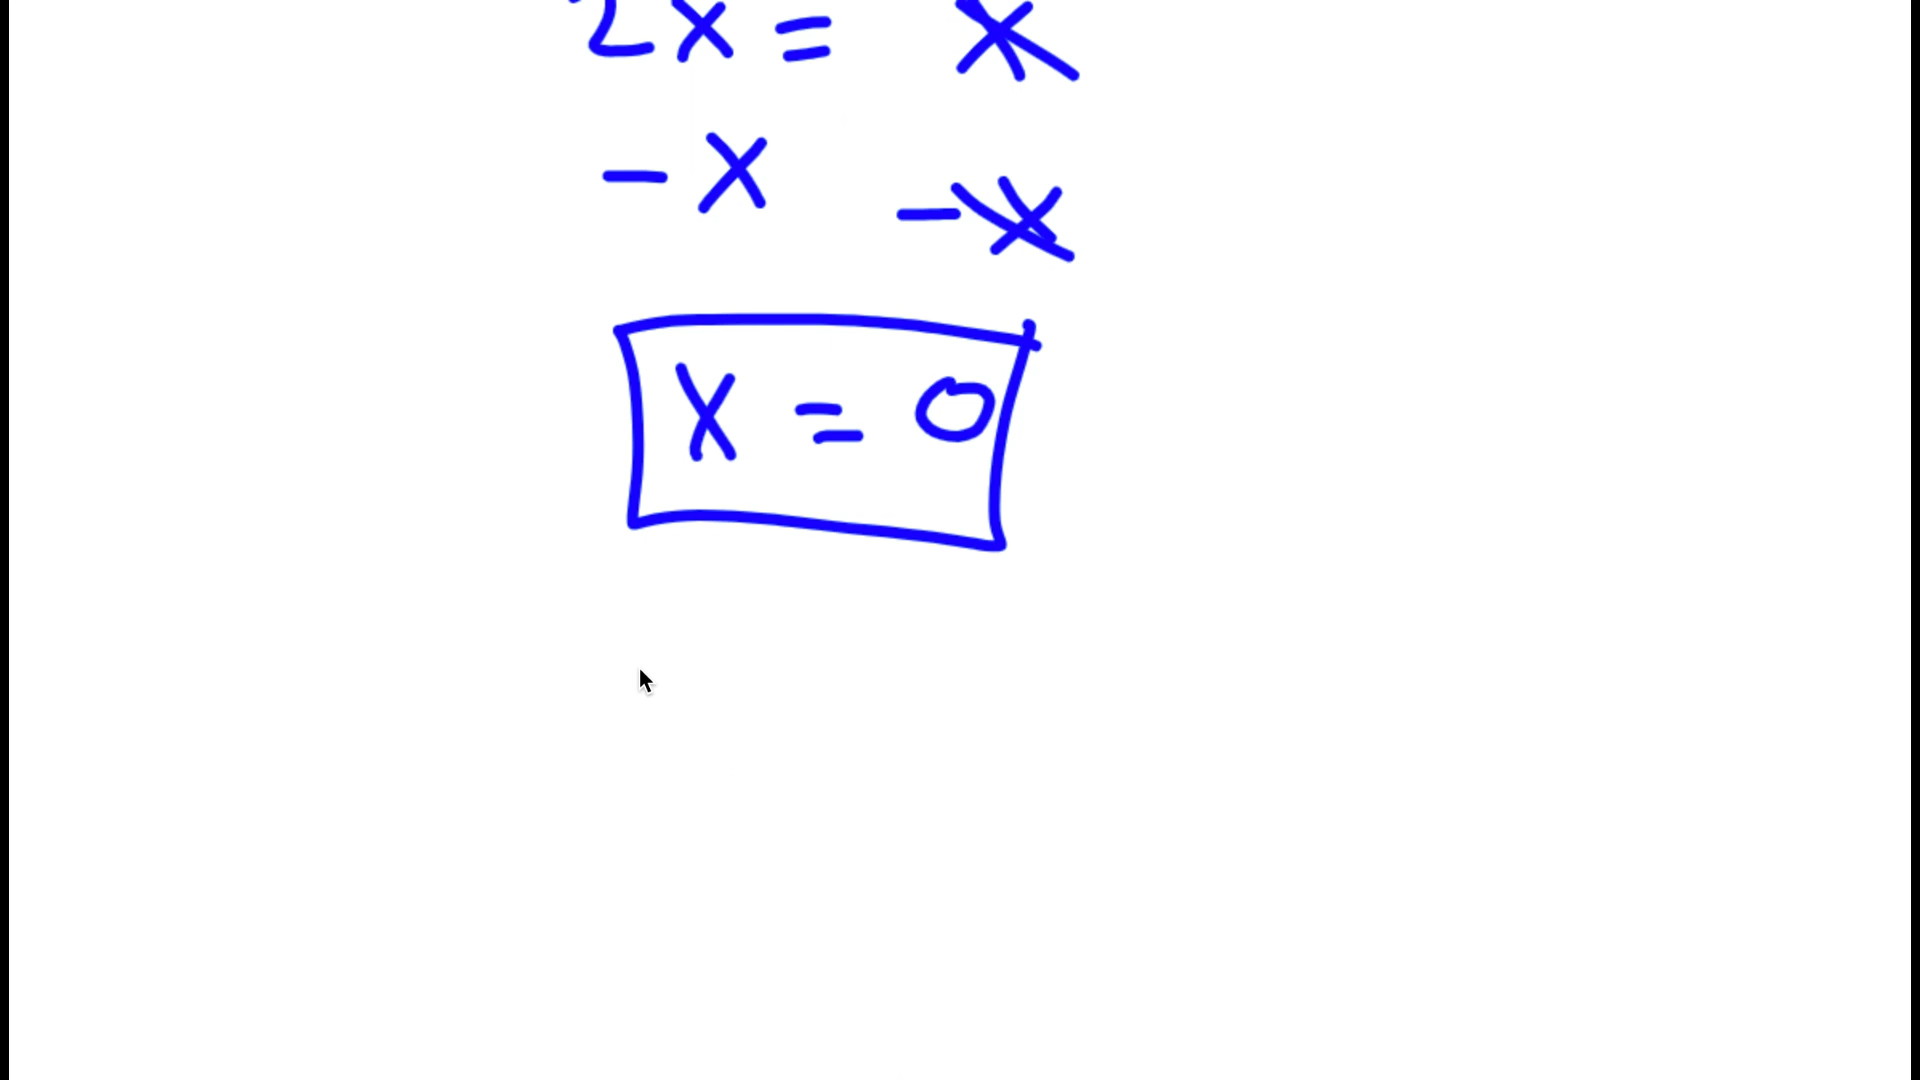 2x = x
- x - x
x = 0